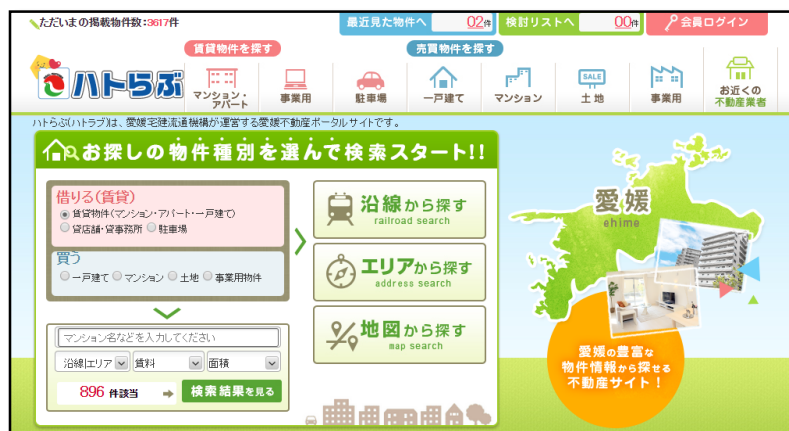 ただいまの掲載物件数:3617件
最近見た物件へ 02件
検討リストへ 00件
会員ログイン
賃貸物件を探す
売買物件を探す
ハトらぶ
マンション・
アパート
事業用
駐車場
一戸建て
マンション
SALE
土地
事業用
お近くの
不動産業者
ハトらぶ(ハトラブ)は、愛媛宅建流通機構が運営する愛媛不動産ポータルサイトです。
お探しの物件種別を選んで検索スタート!!
借りる(賃貸)
賃貸物件(マンション・アパート・一戸建て)
貸店舗・貸事務所 駐車場
買う
一戸建て マンション 土地 事業用物件
マンション名などを入力してください
沿線|エリア 賃料 面積
896 件該当
検索結果を見る
沿線から探す
railroad search
エリアから探す
address search
地図から探す
map search
愛媛
ehime
愛媛の豊富な
物件情報から探せる
不動産サイト!